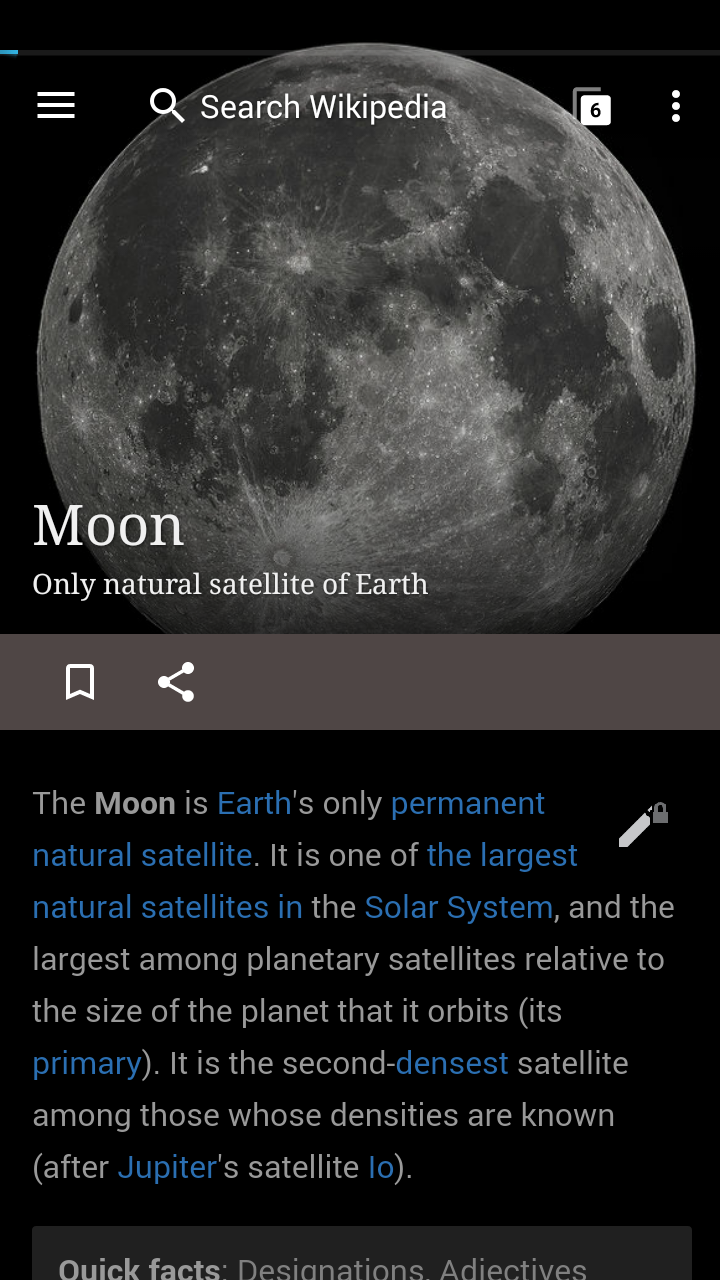 Search Wikipedia
6
Moon
Only natural satellite of Earth
The Moon is Earth's only permanent
natural satellite. It is one of the largest
natural satellites in the Solar System, and the
largest among planetary satellites relative to
the size of the planet that it orbits (its
primary). It is the second-densest satellite
among those whose densities are known
(after Jupiter's satellite Io).
Quick facts: Designations, Adjectives